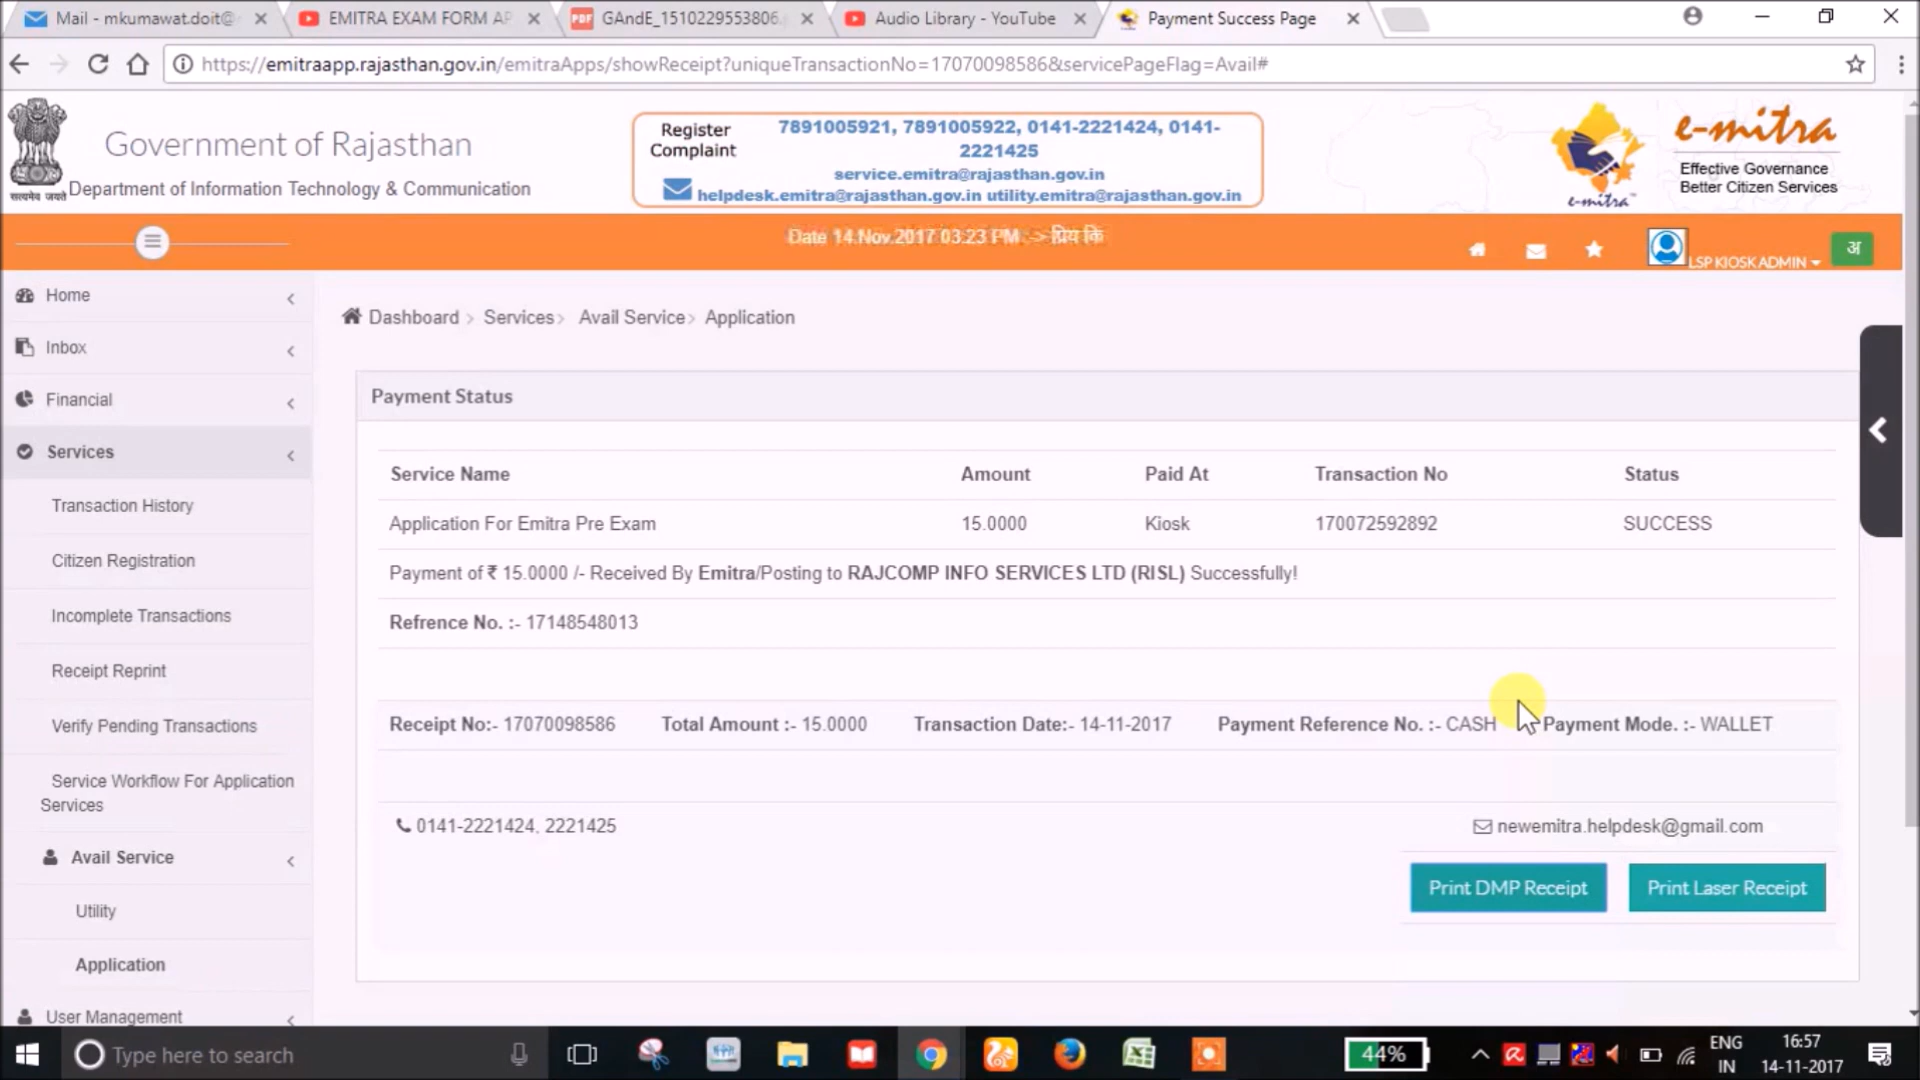 Mail - mkumawat.doit@
EMITRA EXAM FORM AP
PDF GAndE_1510229553806.
Audio Library - YouTube
Payment Success Page
https://emitraapp.rajasthan.gov.in/emitraApps/showReceipt?uniqueTransactionNo=17070098586&servicePageFlag=Avail#
सत्यमेव जयते
Government of Rajasthan
Department of Information Technology & Communication
Register Complaint
7891005921, 7891005922, 0141-2221424, 0141-
2221425
service.emitra@rajasthan.gov.in
helpdesk.emitra@rajasthan.gov.in utility.emitra@rajasthan.gov.in
e-mitra
e-mitra
Effective Governance
Better Citizen Services
Date 14 Nov 2017 03:23 PM -> प्रिय कि
LSP KIOSKADMIN
अ
Home
Inbox
Financial
Services
Transaction History
Citizen Registration
Incomplete Transactions
Receipt Reprint
Verify Pending Transactions
Service Workflow For Application
Services
Avail Service
Utility
Application
User Management
Dashboard > Services > Avail Service > Application
Payment Status
Service Name Amount Paid At Transaction No Status
Application For Emitra Pre Exam 15.0000 Kiosk 170072592892 SUCCESS
Payment of ₹ 15.0000 /- Received By Emitra/Posting to RAJCOMP INFO SERVICES LTD (RISL) Successfully!
Refrence No. :- 17148548013
Receipt No:- 17070098586 Total Amount :- 15.0000 Transaction Date:- 14-11-2017 Payment Reference No. :- CASH Payment Mode. :- WALLET
0141-2221424, 2221425
newemitra.helpdesk@gmail.com
Print DMP Receipt
Print Laser Receipt
Type here to search
44%
ENG
IN
16:57
14-11-2017